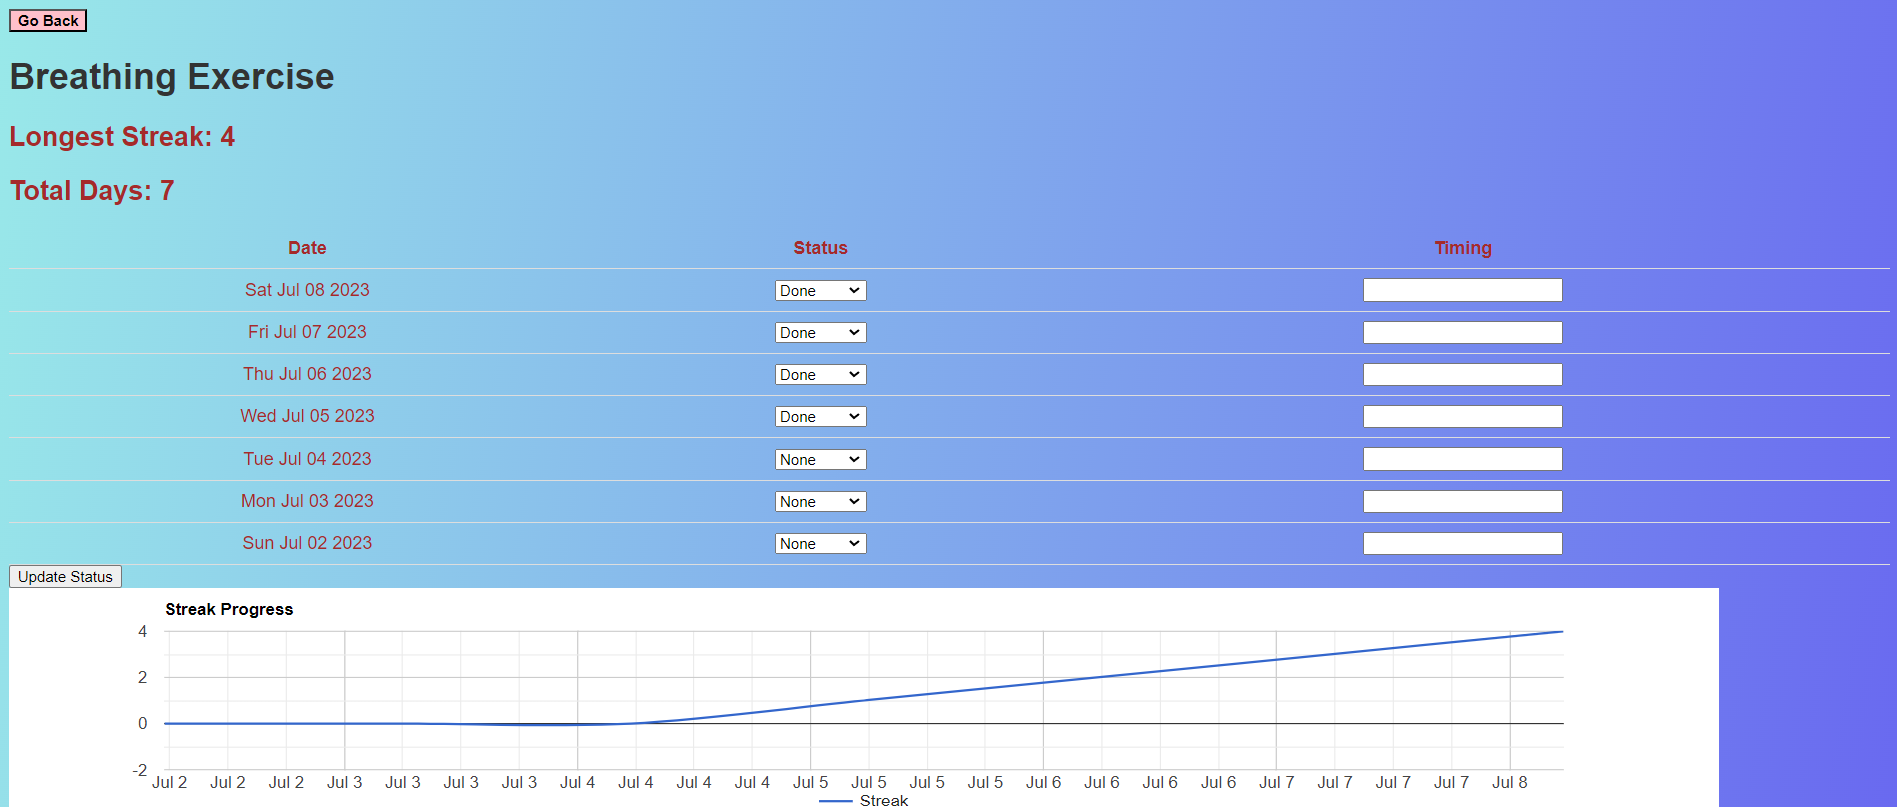 Go Back
Breathing Exercise
Longest Streak: 4
Total Days: 7
Date Status Timing
Sat Jul 08 2023 Done
Fri Jul 07 2023 Done
Thu Jul 06 2023 Done
Wed Jul 05 2023 Done
Tue Jul 04 2023 None
Mon Jul 03 2023 None
Sun Jul 02 2023 None
Update Status
Streak Progress
4
2
0
-2
Jul 2 Jul 2 Jul 2 Jul 3 Jul 3 Jul 3 Jul 3 Jul 4 Jul 4 Jul 4 Jul 4 Jul 5 Jul 5 Jul 5 Jul 5 Jul 6 Jul 6 Jul 6 Jul 6 Jul 7 Jul 7 Jul 7 Jul 7 Jul 8
Streak